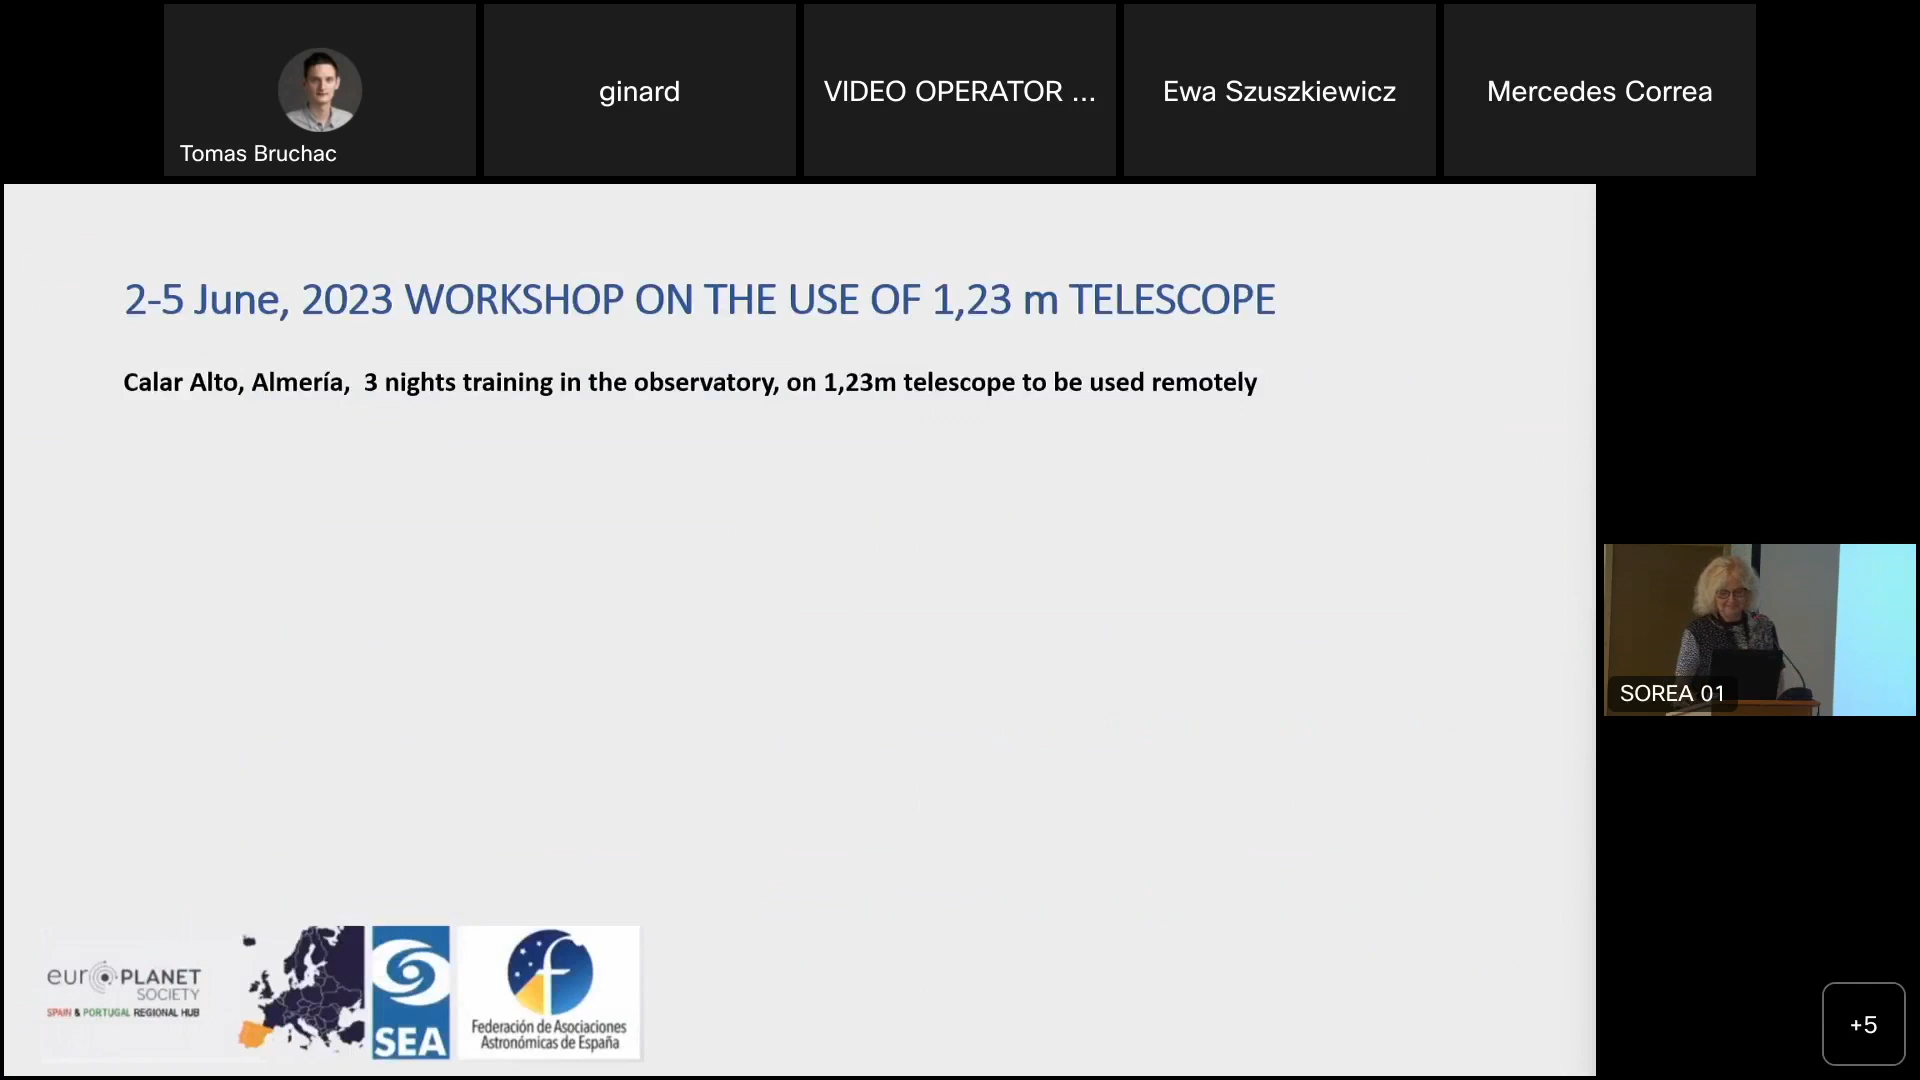 Tomas Bruchac
ginard
VIDEO OPERATOR ...
Ewa Szuszkiewicz
Mercedes Correa
2-5 June, 2023 WORKSHOP ON THE USE OF 1,23 m TELESCOPE
Calar Alto, Almería, 3 nights training in the observatory, on 1,23m telescope to be used remotely
SOREA 01
eurOPLANET
SOCIETY
SPAIN & PORTUGAL REGIONAL HUB
SEA
f
Federación de Asociaciones
Astronómicas de España
+5